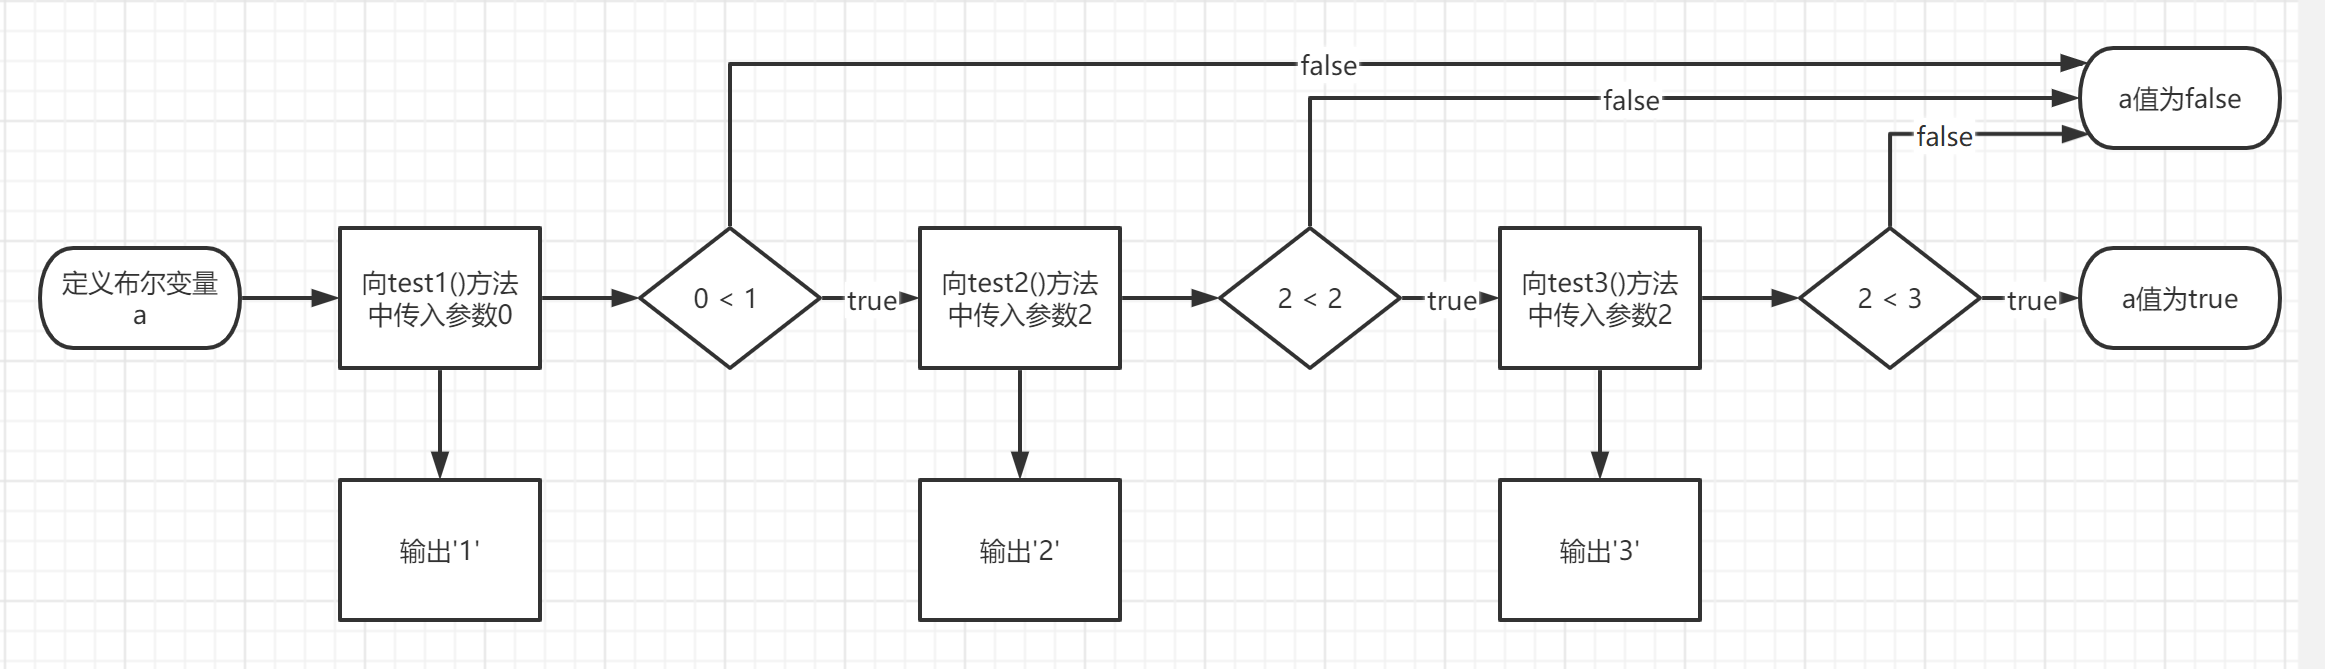 false
false
a值为false
false
定义布尔变量
a
向test1()方法
中传入参数0
0 < 1
true
向test2()方法
中传入参数2
2 < 2
true
向test3()方法
中传入参数2
2 < 3
true
a值为true
输出'1'
输出'2'
输出'3'